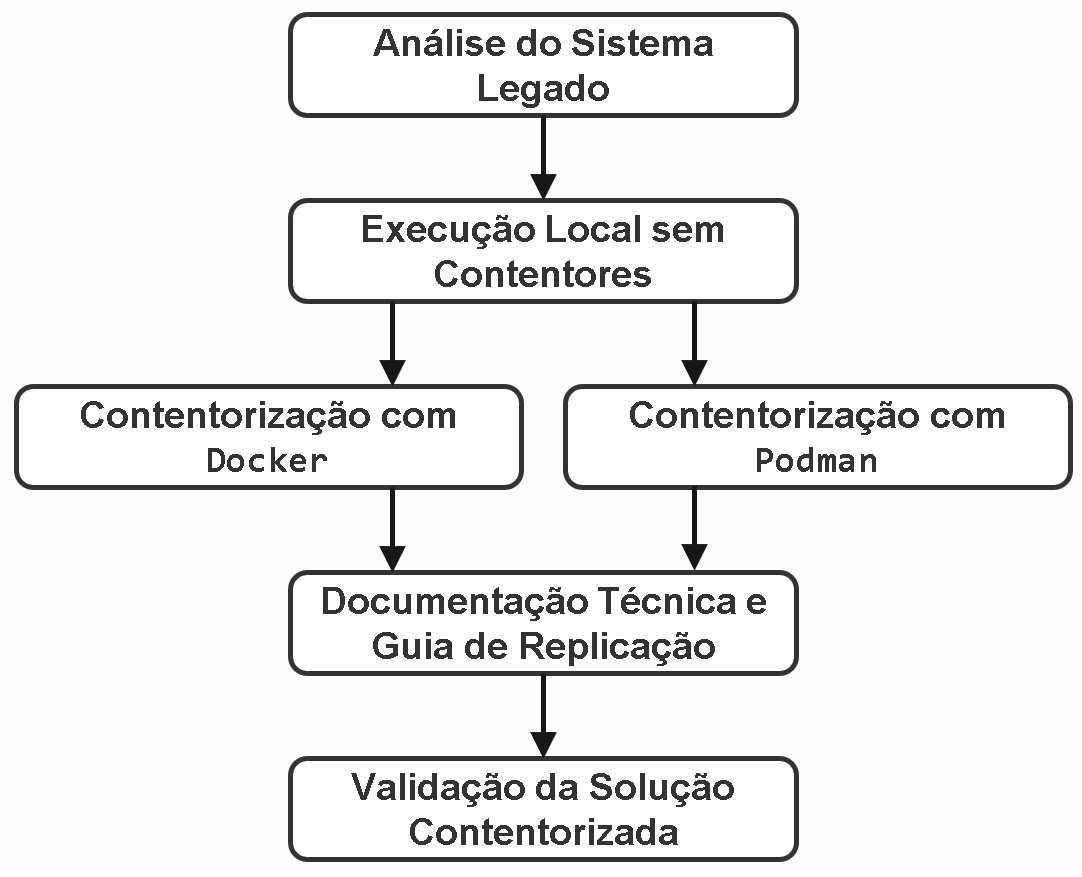 Análise do Sistema
Legado
Execução Local sem
Contentores
Contentorização com
Docker
Contentorização com
Podman
Documentação Técnica e
Guia de Replicação
Validação da Solução
Contentorizada